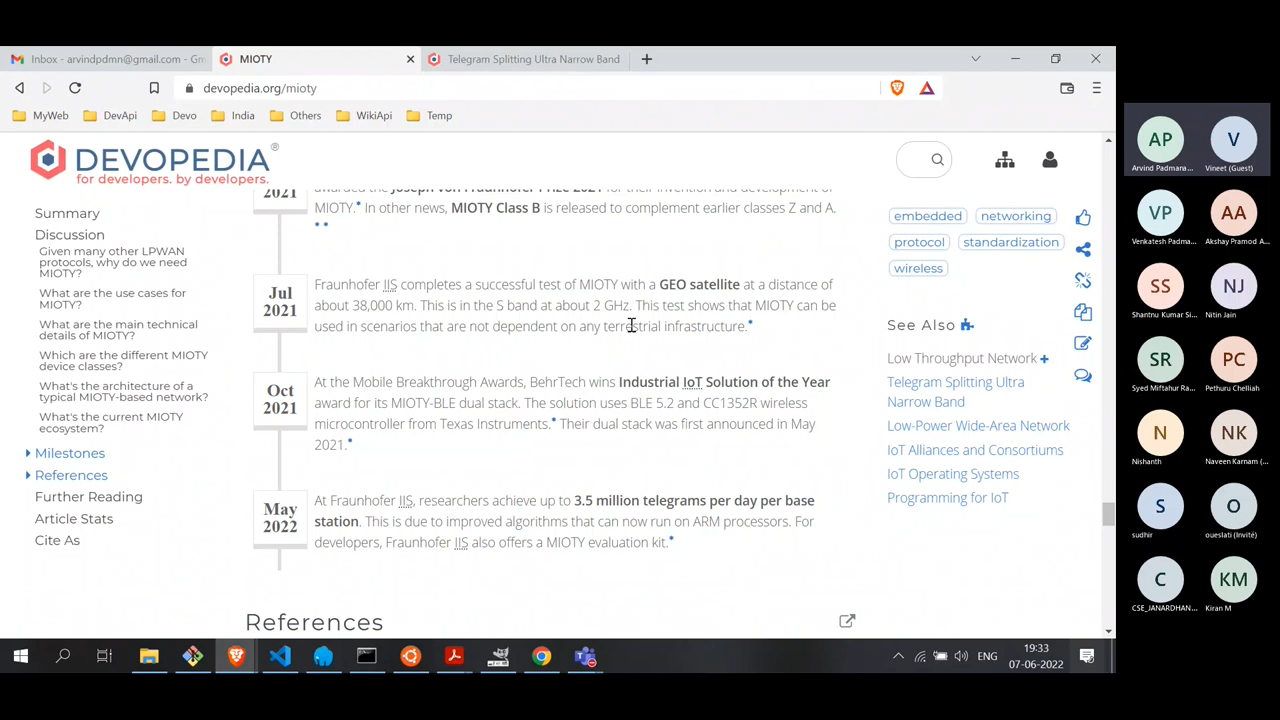 Inbox - arvindpdmn@gmail.com - Gm
MIOTY
Telegram Splitting Ultra Narrow Band
devopedia.org/mioty
MyWeb
DevApi
Devo
India
Others
WikiApi
Temp
DEVOPEDIA®
for developers. by developers.
Summary
Discussion
Given many other LPWAN
protocols, why do we need
MIOTY?
What are the use cases for
MIOTY?
What are the main technical
details of MIOTY?
Which are the different MIOTY
device classes?
What's the architecture of a
typical MIOTY-based network?
What's the current MIOTY
ecosystem?
Milestones
References
Further Reading
Article Stats
Cite As
2021
awarded the Joseph von Fraunhofer Prize 2021 for their invention and development of
MIOTY.* In other news, MIOTY Class B is released to complement earlier classes Z and A.
* *
Jul
2021
Fraunhofer IIS completes a successful test of MIOTY with a GEO satellite at a distance of
about 38,000 km. This is in the S band at about 2 GHz. This test shows that MIOTY can be
used in scenarios that are not dependent on any terrestrial infrastructure.*
Oct
2021
At the Mobile Breakthrough Awards, BehrTech wins Industrial IoT Solution of the Year
award for its MIOTY-BLE dual stack. The solution uses BLE 5.2 and CC1352R wireless
microcontroller from Texas Instruments.* Their dual stack was first announced in May
2021.*
May
2022
At Fraunhofer IIS, researchers achieve up to 3.5 million telegrams per day per base
station. This is due to improved algorithms that can now run on ARM processors. For
developers, Fraunhofer IIS also offers a MIOTY evaluation kit.*
References
embedded
networking
protocol
standardization
wireless
See Also
Low Throughput Network +
Telegram Splitting Ultra
Narrow Band
Low-Power Wide-Area Network
IoT Alliances and Consortiums
IoT Operating Systems
Programming for IoT
ENG
19:33
07-06-2022
AP
Arvind Padmana...
V
Vineet (Guest)
VP
Venkatesh Padma...
AA
Akshay Pramod A...
SS
Shantnu Kumar Si...
NJ
Nitin Jain
SR
Syed Miftahur Ra...
PC
Pethuru Chelliah
N
Nishanth
NK
Naveen Karnam (...
S
sudhir
O
oueslati (Invité)
C
CSE_JANARDHAN...
KM
Kiran M